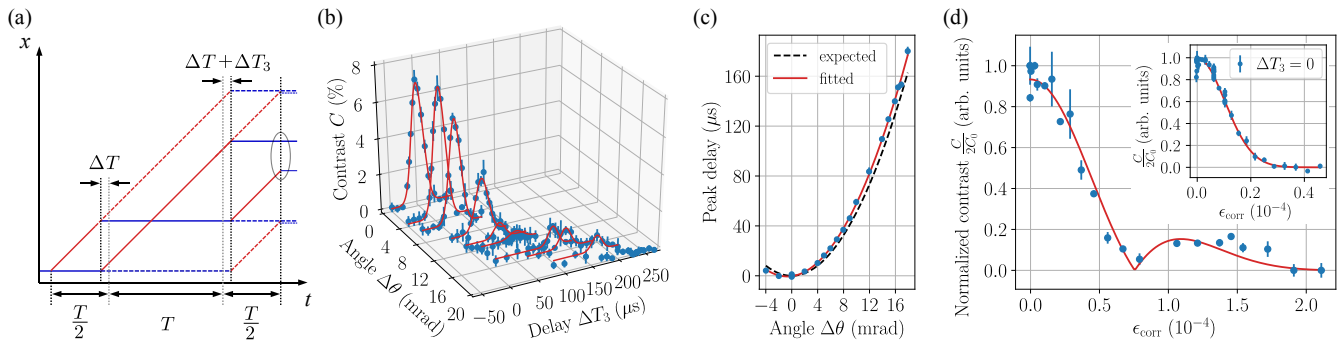 (a)
x
ΔT + ΔT₃
ΔT
T/2
T
T/2
t
(b)
Contrast C (%)
8
6
4
2
0
Angle Δθ (mrad)
0
4
8
12
16
20
Delay ΔT₃ (μs)
−50
0
50
100
150
200
250
(c)
expected
fitted
Peak delay (μs)
160
120
80
40
0
−4 0 4 8 12 16
Angle Δθ (mrad)
(d)
Normalized contrast C/2C₀ (arb. units)
1.0
0.8
0.6
0.4
0.2
0.0
0.0 0.5 1.0 1.5 2.0
ϵcorr (10⁻⁴)
ΔT₃ = 0
C/2C₀ (arb. units)
1.0
0.8
0.6
0.4
0.2
0.0
0.0 0.2 0.4
ϵcorr (10⁻⁴)